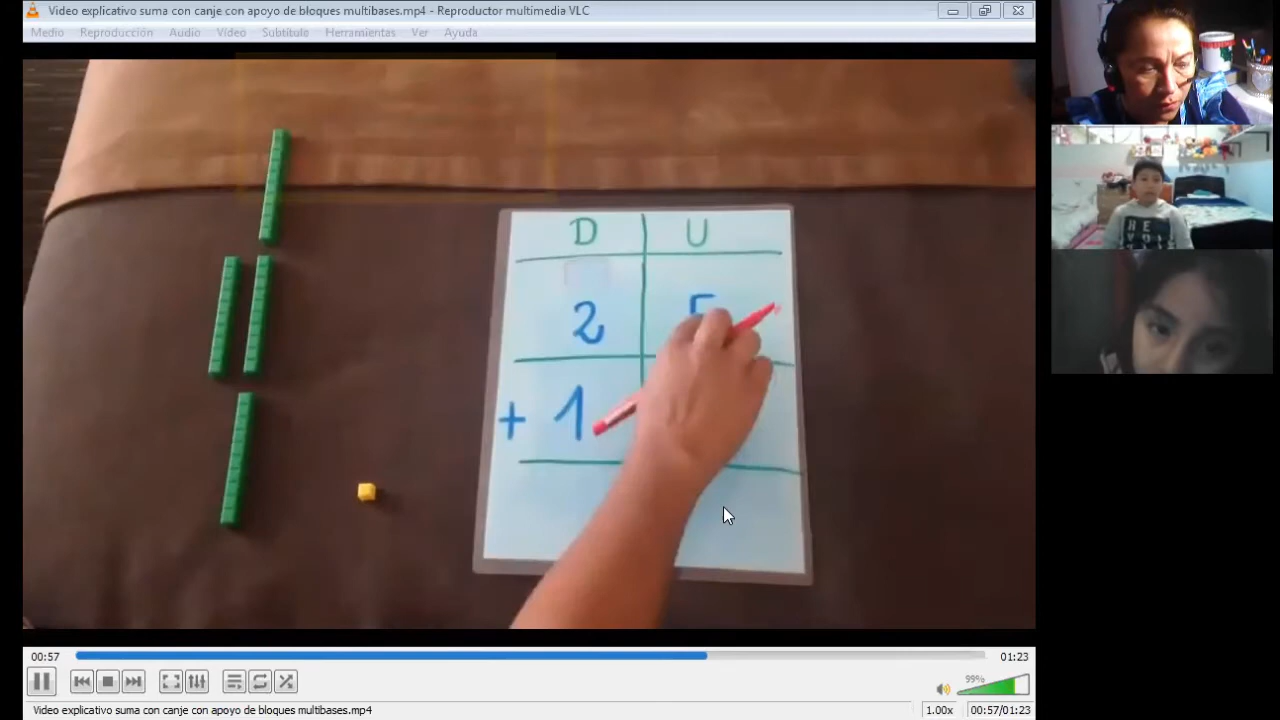 Video explicativo suma con canje con apoyo de bloques multibases.mp4 - Reproductor multimedia VLC
Medio Reproducción Audio Vídeo Subtítulo Herramientas Ver Ayuda
D U
2 5
+ 1
00:57 01:23
99%
Video explicativo suma con canje con apoyo de bloques multibases.mp4 1.00x 00:57/01:23